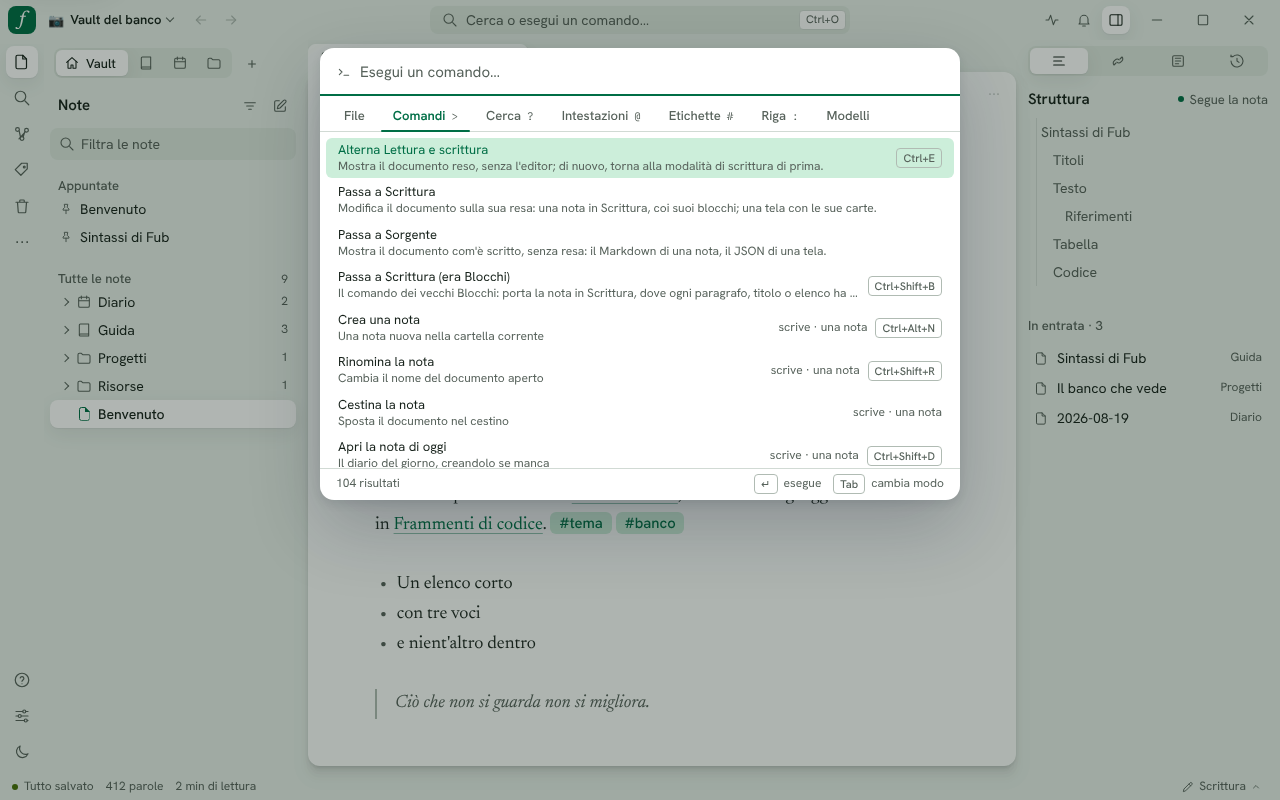 f
Vault del banco
Cerca o esegui un comando…
Ctrl+O
Vault
Note
Filtra le note
Appuntate
Benvenuto
Sintassi di Fub
Tutte le note 9
Diario 2
Guida 3
Progetti 1
Risorse 1
Benvenuto
Esegui un comando…
File
Comandi >
Cerca ?
Intestazioni @
Etichette #
Riga :
Modelli
Alterna Lettura e scrittura
Mostra il documento reso, senza l'editor; di nuovo, torna alla modalità di scrittura di prima.
Ctrl+E
Passa a Scrittura
Modifica il documento sulla sua resa: una nota in Scrittura, coi suoi blocchi; una tela con le sue carte.
Passa a Sorgente
Mostra il documento com'è scritto, senza resa: il Markdown di una nota, il JSON di una tela.
Passa a Scrittura (era Blocchi)
Il comando dei vecchi Blocchi: porta la nota in Scrittura, dove ogni paragrafo, titolo o elenco ha …
Ctrl+Shift+B
Crea una nota
Una nota nuova nella cartella corrente
scrive · una nota Ctrl+Alt+N
Rinomina la nota
Cambia il nome del documento aperto
scrive · una nota Ctrl+Shift+R
Cestina la nota
Sposta il documento nel cestino
scrive · una nota
Apri la nota di oggi
Il diario del giorno, creandolo se manca
scrive · una nota Ctrl+Shift+D
104 risultati
↵ esegue Tab cambia modo
in Frammenti di codice. #tema #banco
• Un elenco corto
• con tre voci
• e nient'altro dentro
Ciò che non si guarda non si migliora.
Struttura
Segue la nota
Sintassi di Fub
Titoli
Testo
Riferimenti
Tabella
Codice
In entrata · 3
Sintassi di Fub Guida
Il banco che vede Progetti
2026-08-19 Diario
Tutto salvato 412 parole 2 min di lettura
Scrittura